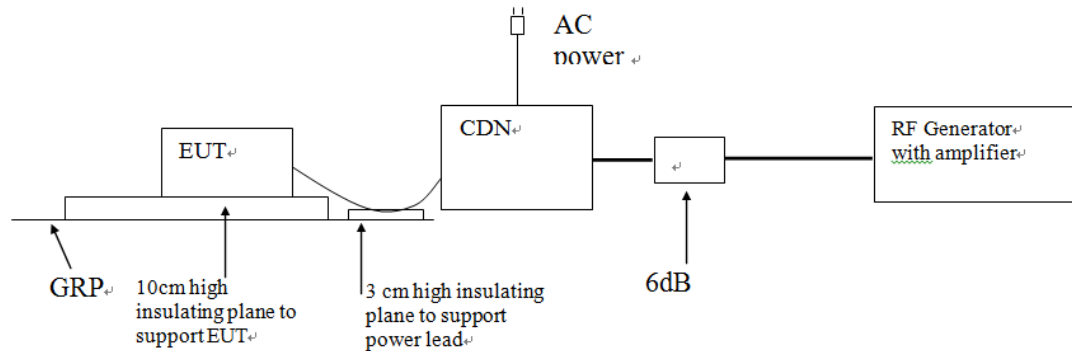 AC
power
EUT
CDN
RF Generator
with amplifier
GRP
10cm high
insulating plane to
support EUT
3 cm high insulating
plane to support
power lead
6dB